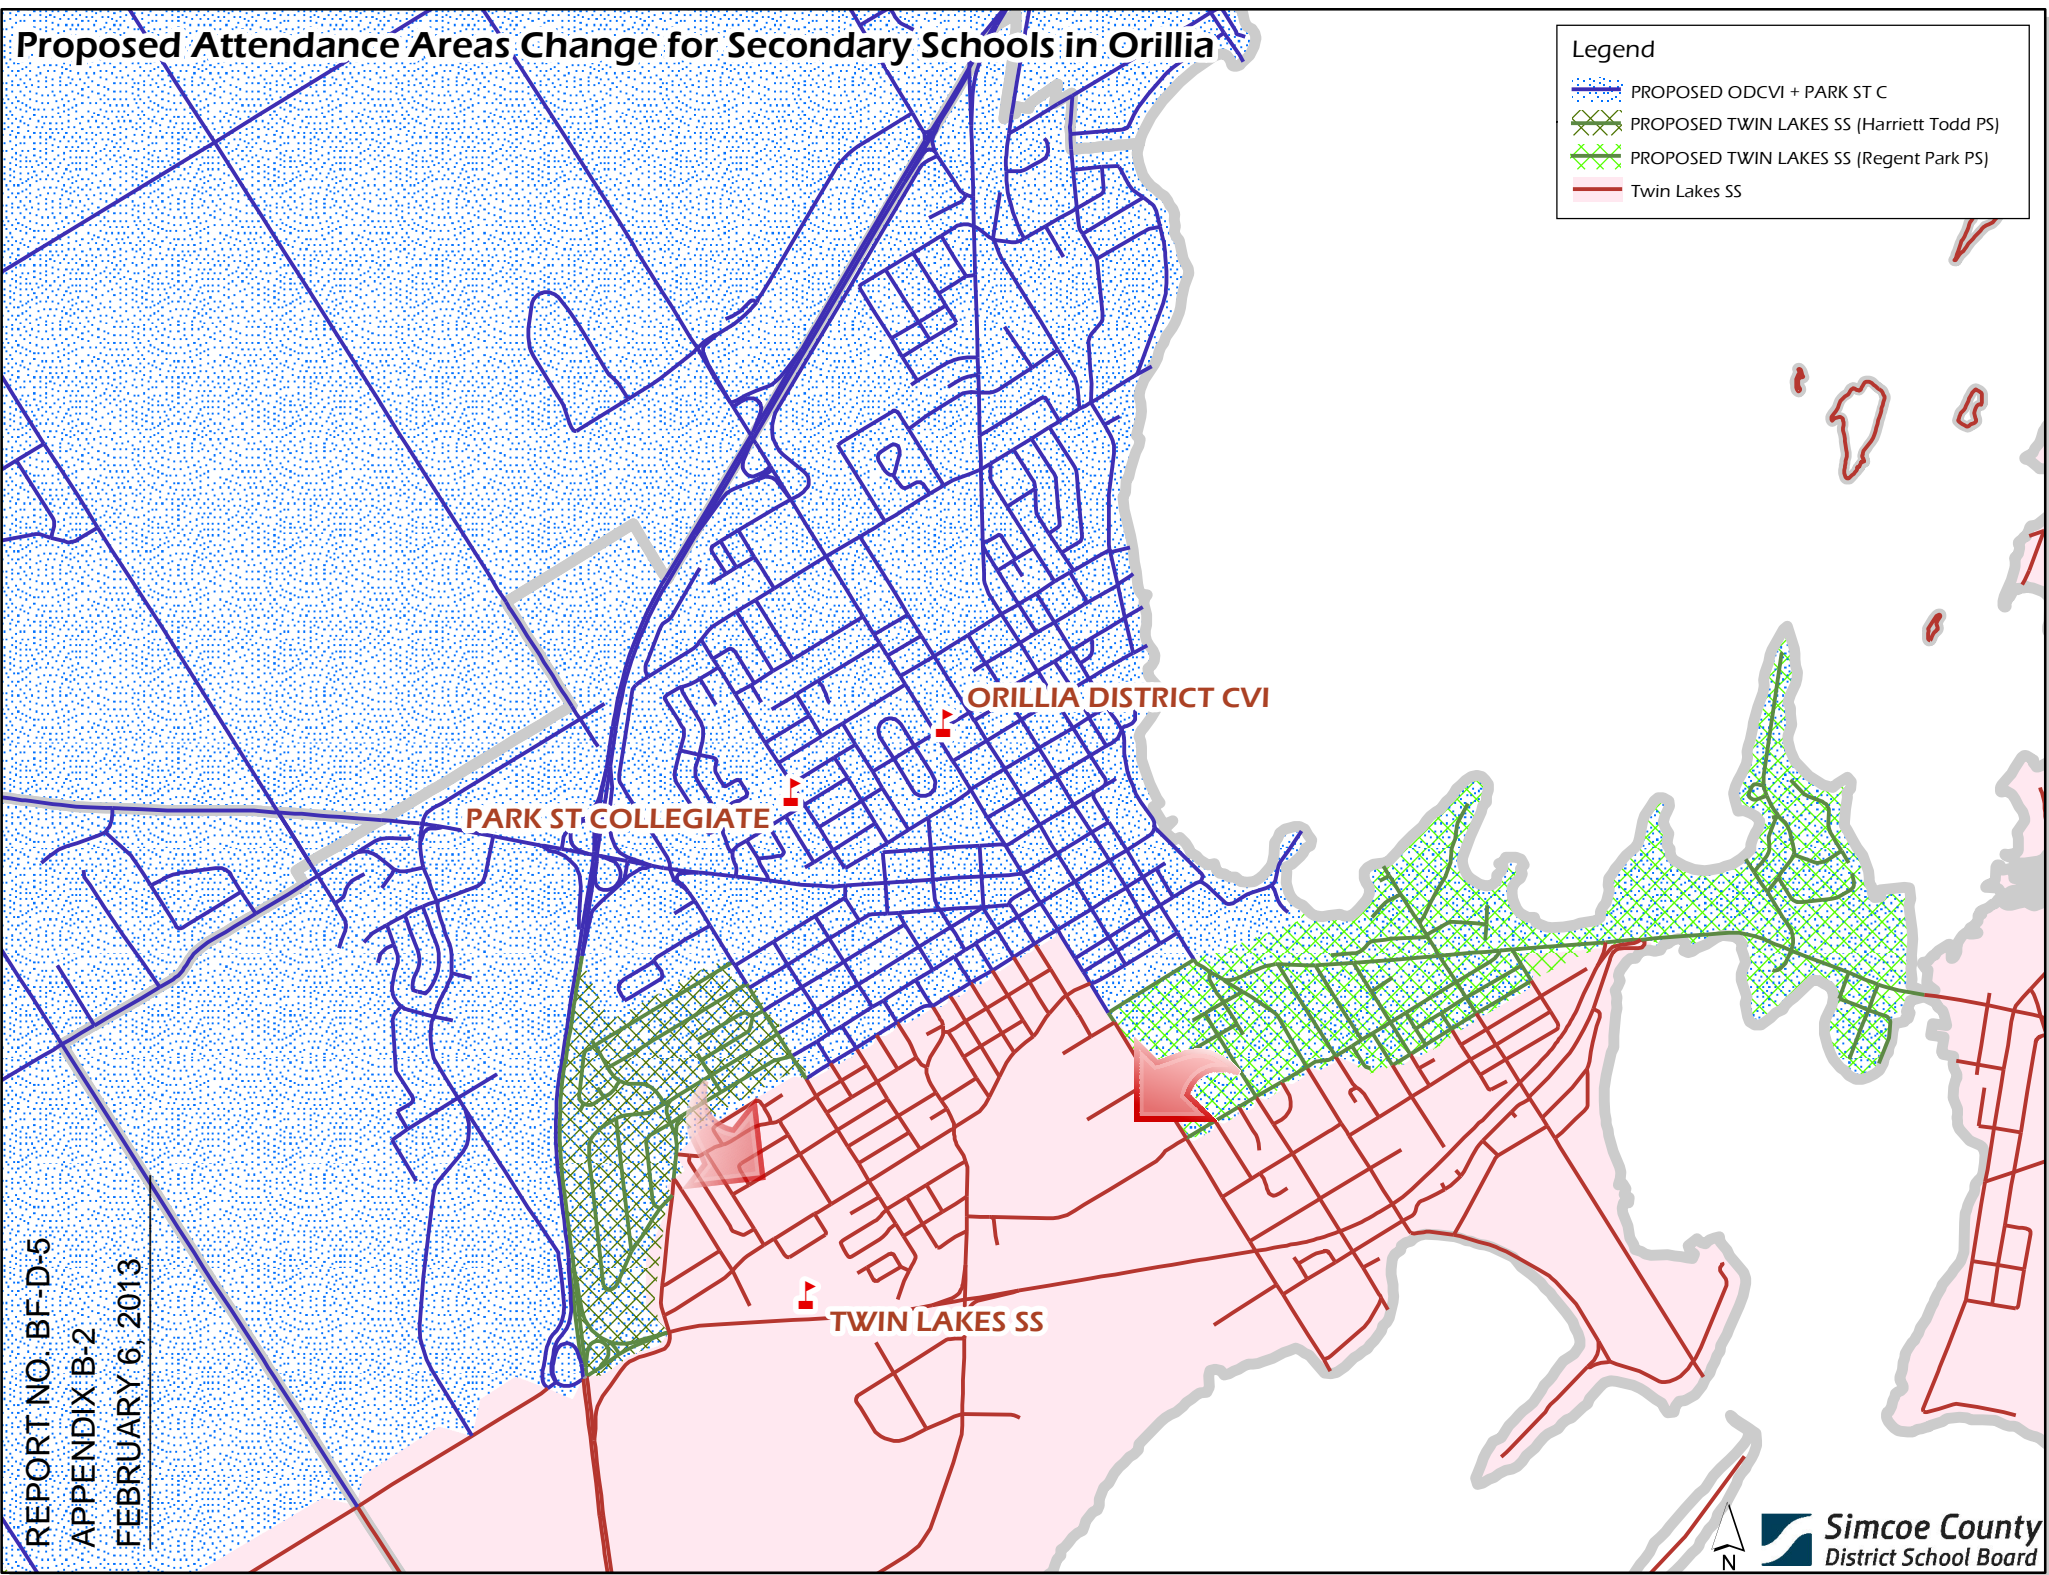 Proposed Attendance Areas Change for Secondary Schools in Orillia
Legend
PROPOSED ODCVI + PARK ST C
PROPOSED TWIN LAKES SS (Harriett Todd PS)
PROPOSED TWIN LAKES SS (Regent Park PS)
Twin Lakes SS
ORILLIA DISTRICT CVI
PARK ST COLLEGIATE
TWIN LAKES SS
REPORT NO. BF-D-5
APPENDIX B-2
FEBRUARY 6, 2013
N
Simcoe County
District School Board